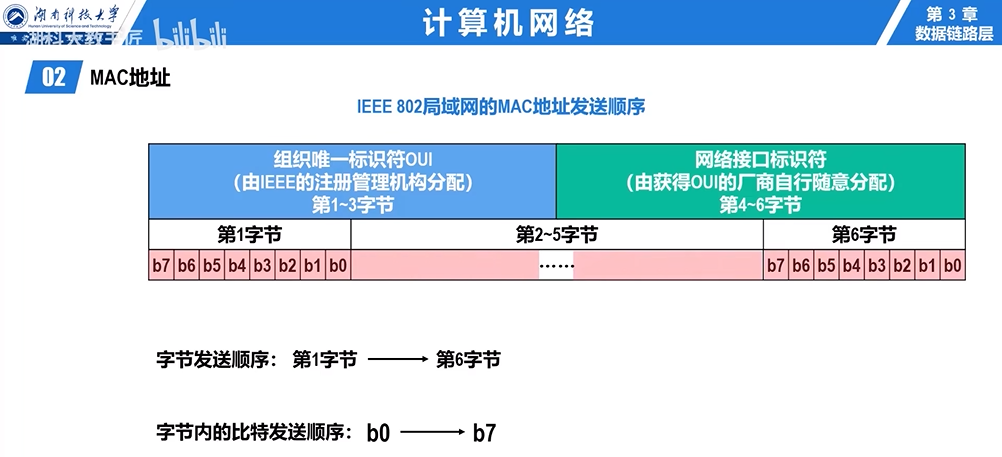 湖南科技大学
Hunan University of Science and Technology
湖科大教书匠 bilibili
计算机网络
第 3 章
数据链路层
02 MAC地址
IEEE 802局域网的MAC地址发送顺序
组织唯一标识符OUI
（由IEEE的注册管理机构分配）
第1~3字节
网络接口标识符
（由获得OUI的厂商自行随意分配）
第4~6字节
第1字节 第2~5字节 第6字节
b7 b6 b5 b4 b3 b2 b1 b0 …… b7 b6 b5 b4 b3 b2 b1 b0
字节发送顺序： 第1字节 → 第6字节
字节内的比特发送顺序： b0 → b7